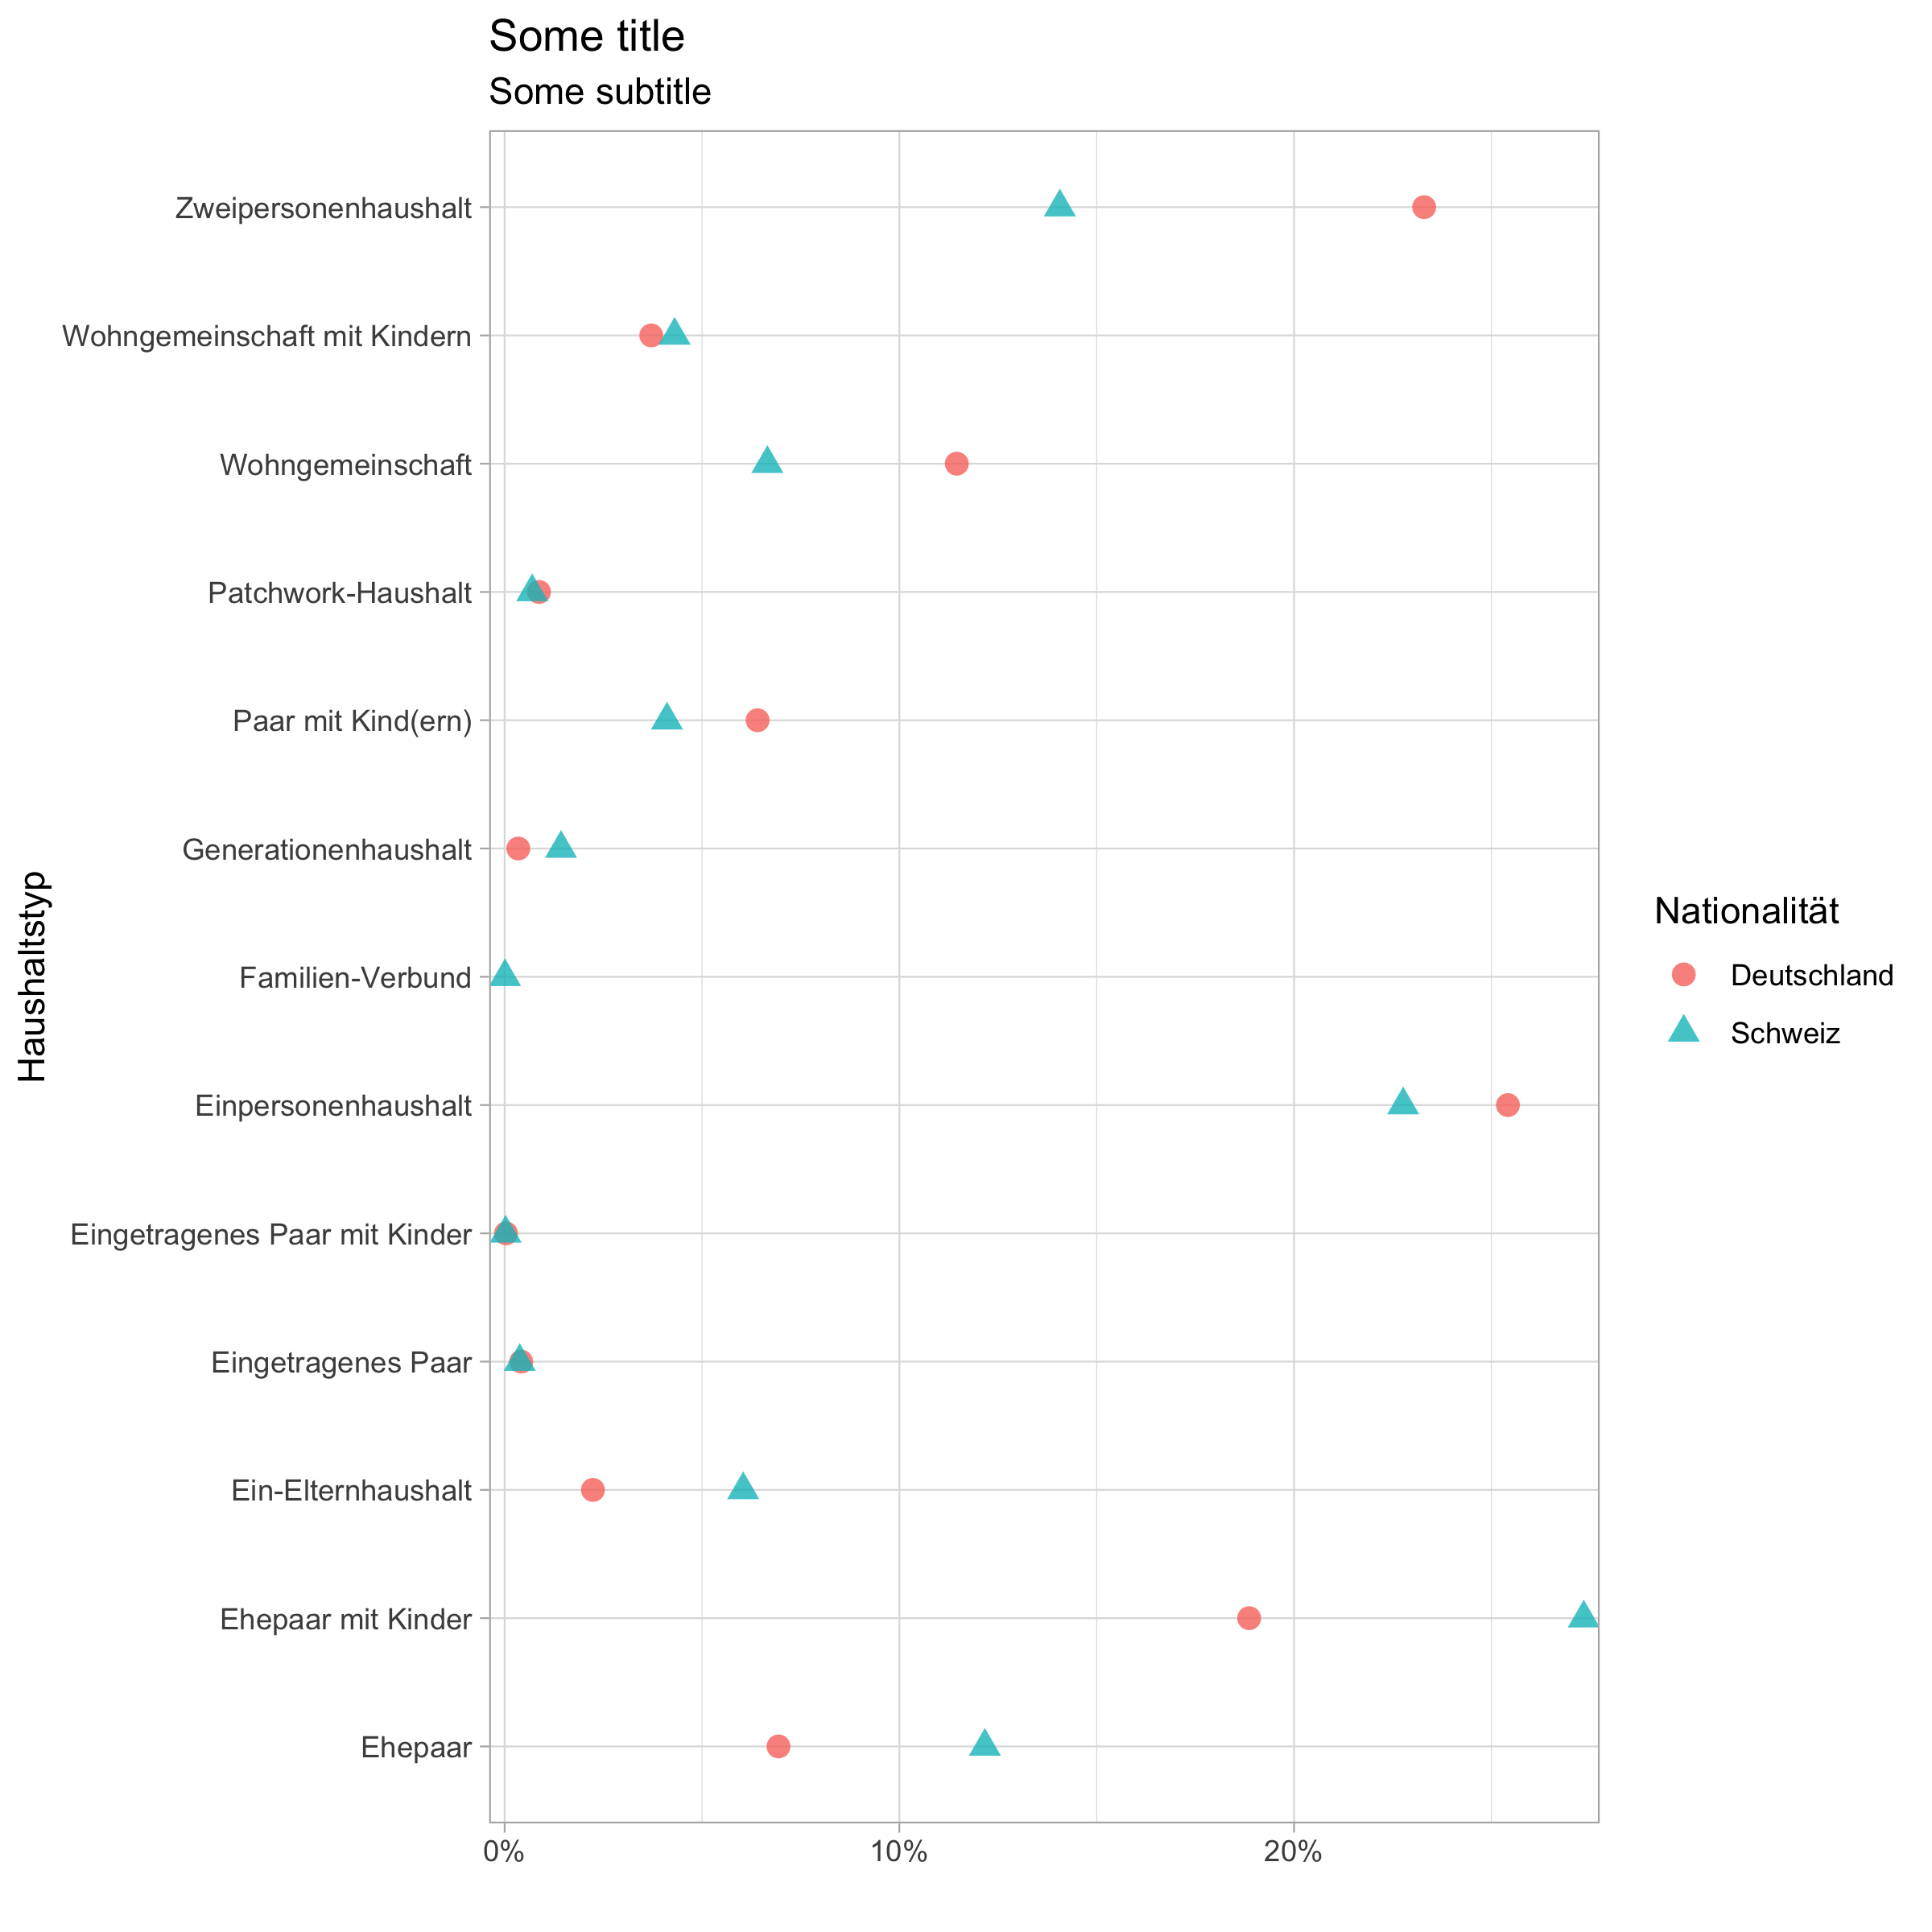 Some title
Some subtitle
Haushaltstyp
Zweipersonenhaushalt
Wohngemeinschaft mit Kindern
Wohngemeinschaft
Patchwork-Haushalt
Paar mit Kind(ern)
Generationenhaushalt
Familien-Verbund
Einpersonenhaushalt
Eingetragenes Paar mit Kinder
Eingetragenes Paar
Ein-Elternhaushalt
Ehepaar mit Kinder
Ehepaar
0%
10%
20%
Nationalität
Deutschland
Schweiz